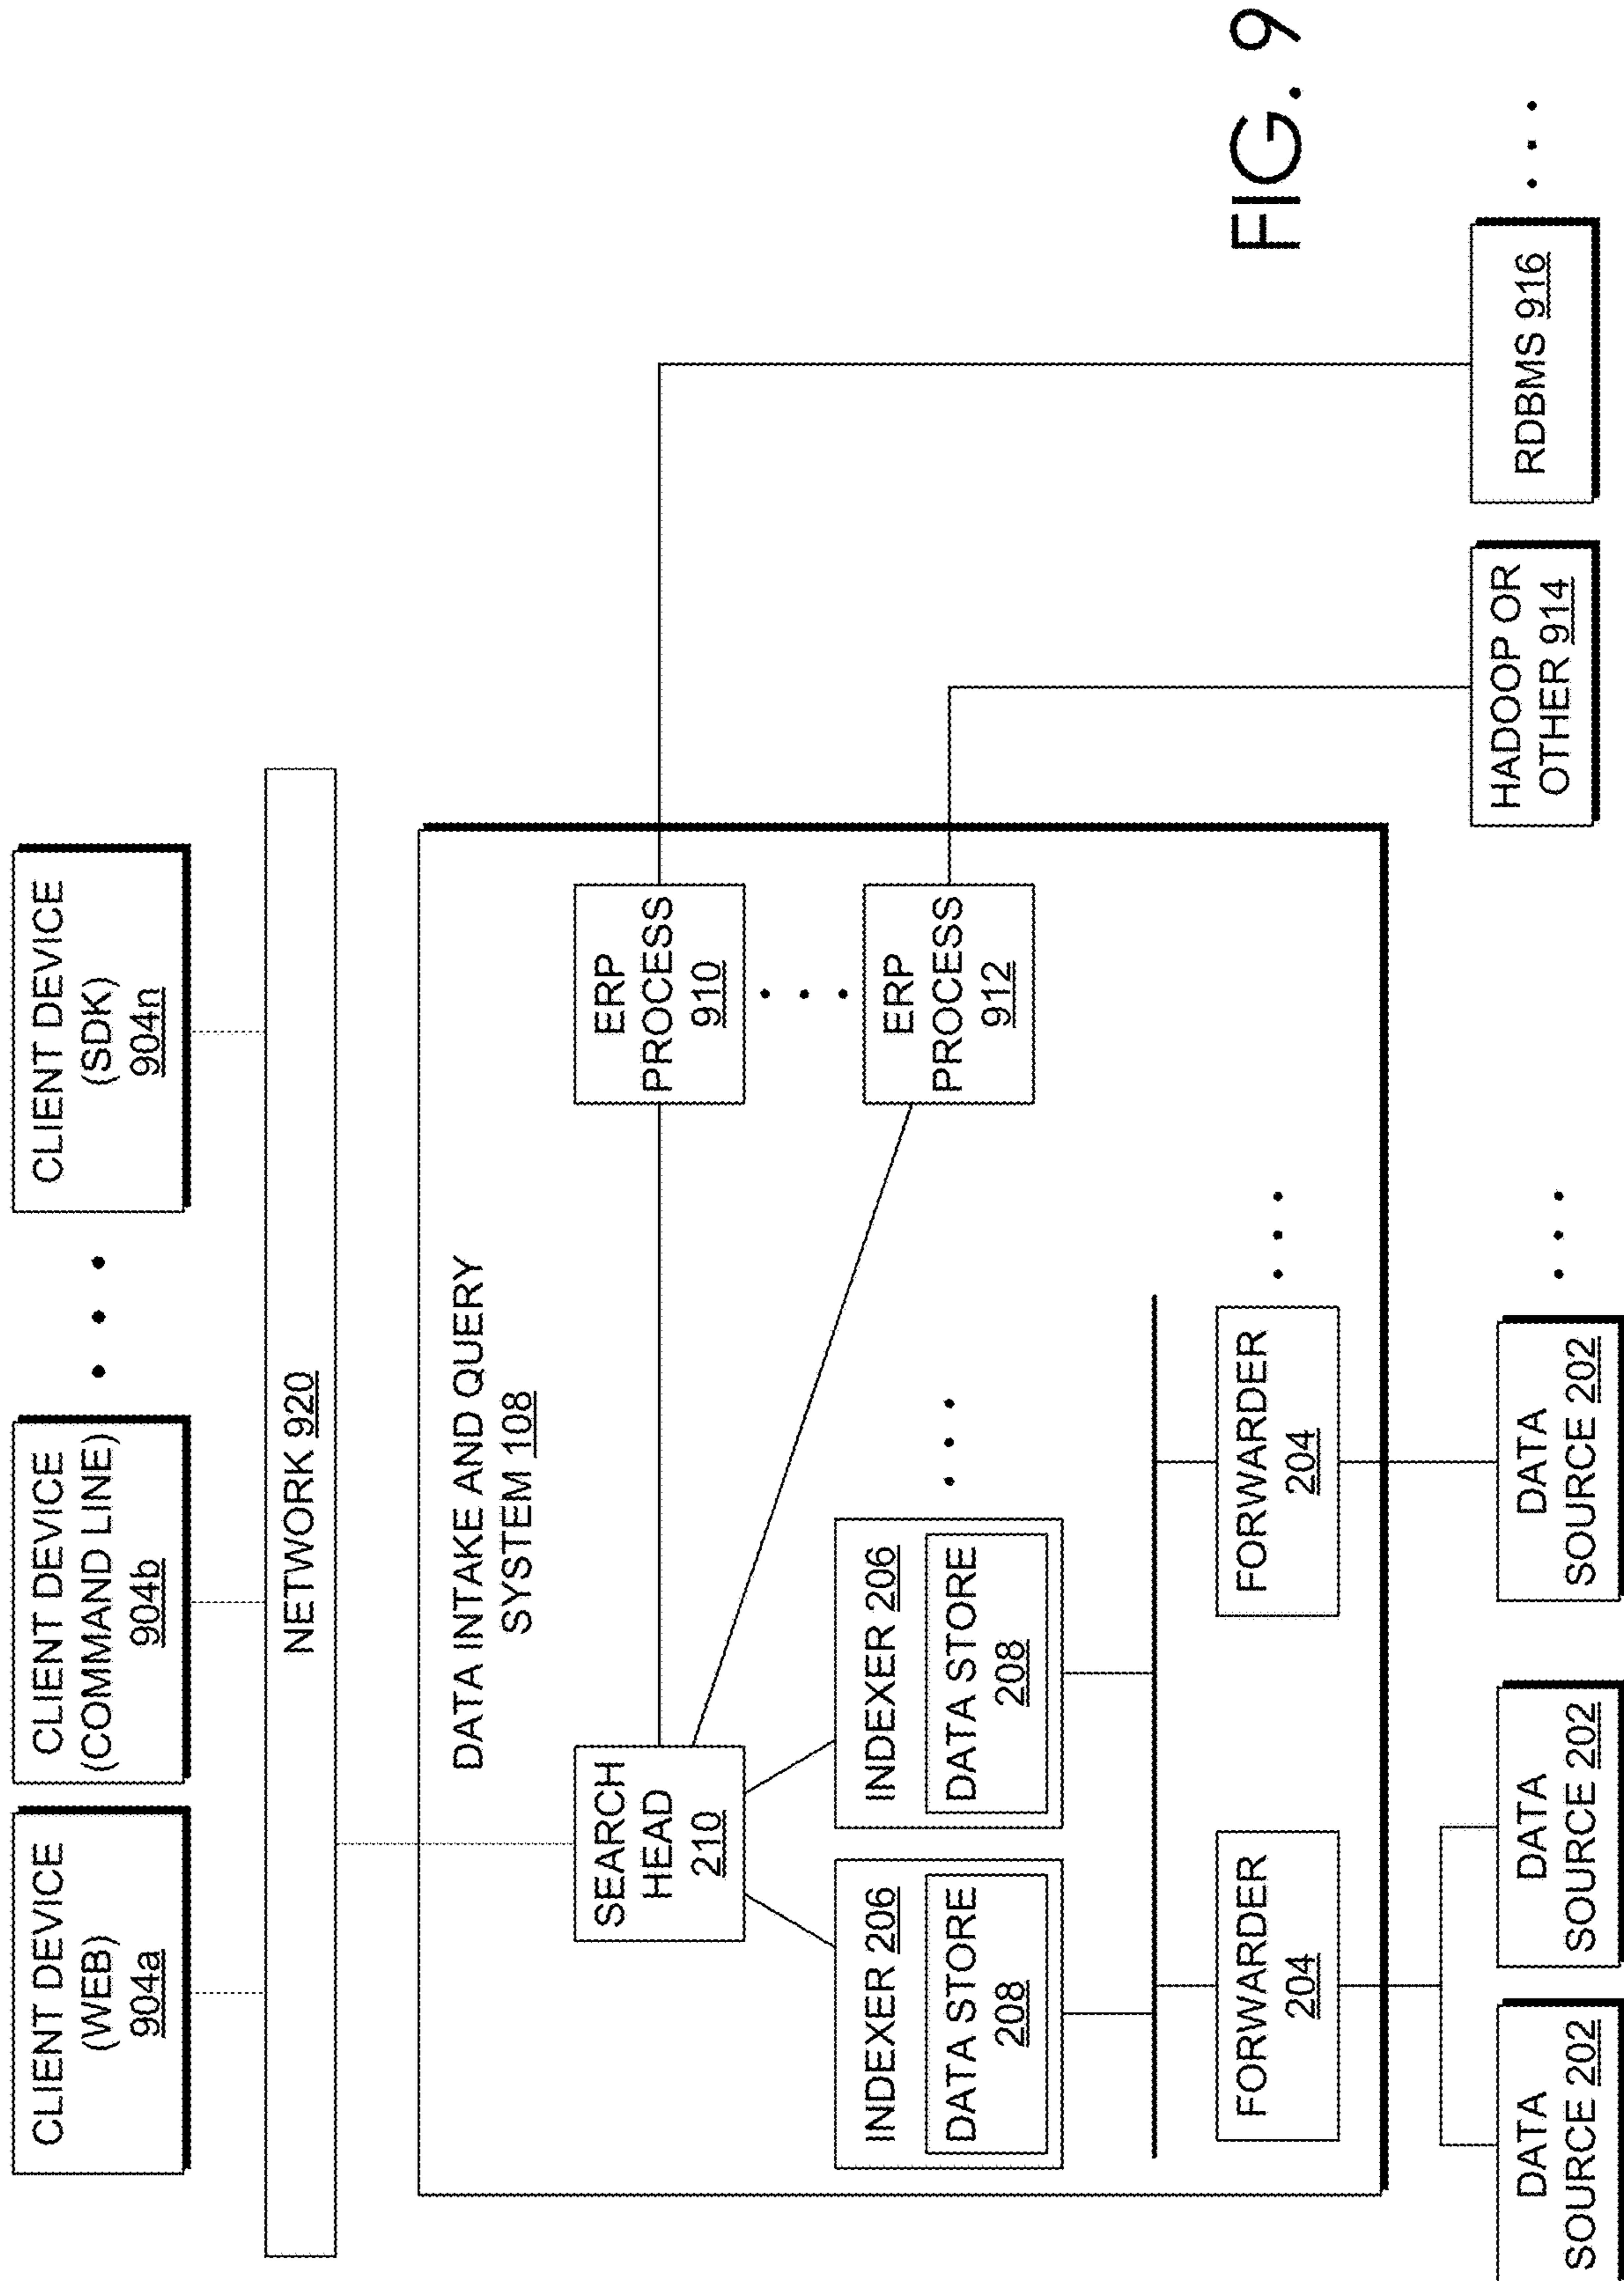 CLIENT DEVICE
(WEB)
904a
CLIENT DEVICE
(COMMAND LINE)
904b
CLIENT DEVICE
(SDK)
904n
NETWORK 920
DATA INTAKE AND QUERY
SYSTEM 108
SEARCH
HEAD
210
ERP
PROCESS
910
ERP
PROCESS
912
INDEXER 206
DATA STORE
208
INDEXER 206
DATA STORE
208
FORWARDER
204
FORWARDER
204
DATA
SOURCE 202
DATA
SOURCE 202
DATA
SOURCE 202
HADOOP OR
OTHER 914
RDBMS 916
FIG. 9